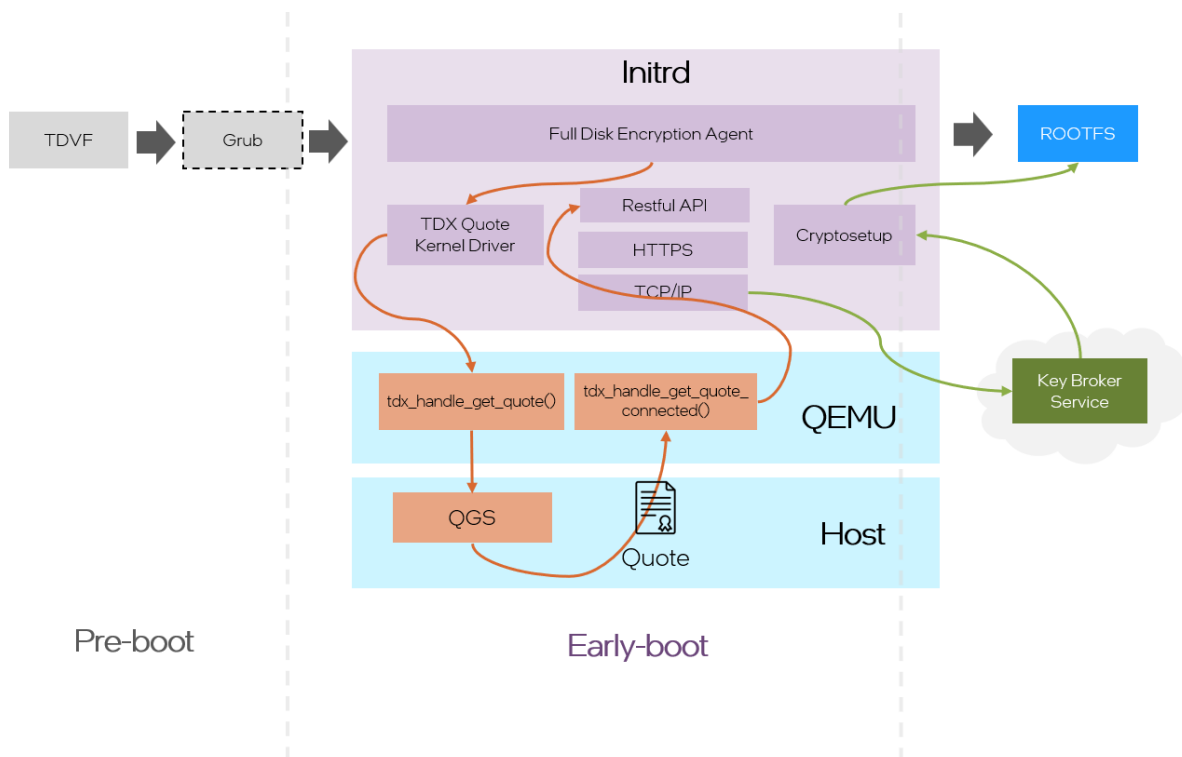 Initrd
TDVF
Grub
Full Disk Encryption Agent
ROOTFS
TDX Quote
Kernel Driver
Restful API
HTTPS
TCP/IP
Cryptosetup
tdx_handle_get_quote()
tdx_handle_get_quote_
connected()
QEMU
Key Broker
Service
QGS
Quote
Host
Pre-boot
Early-boot